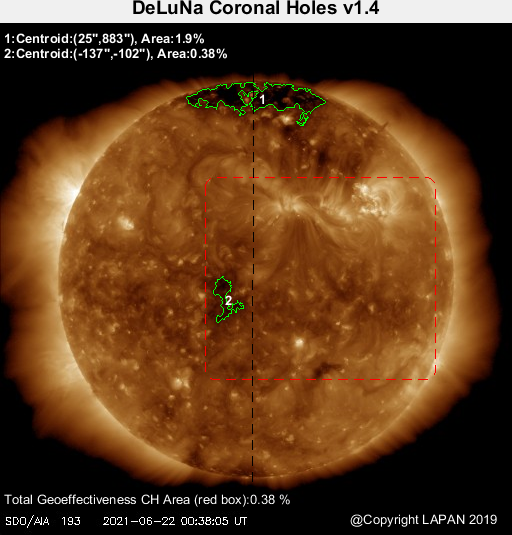 DeLuNa Coronal Holes v1.4
1:Centroid:(25",883"), Area:1.9%
2:Centroid:(-137",-102"), Area:0.38%
1
2
Total Geoeffectiveness CH Area (red box):0.38 %
SDO/AIA 193 2021-06-22 00:38:05 UT
@Copyright LAPAN 2019